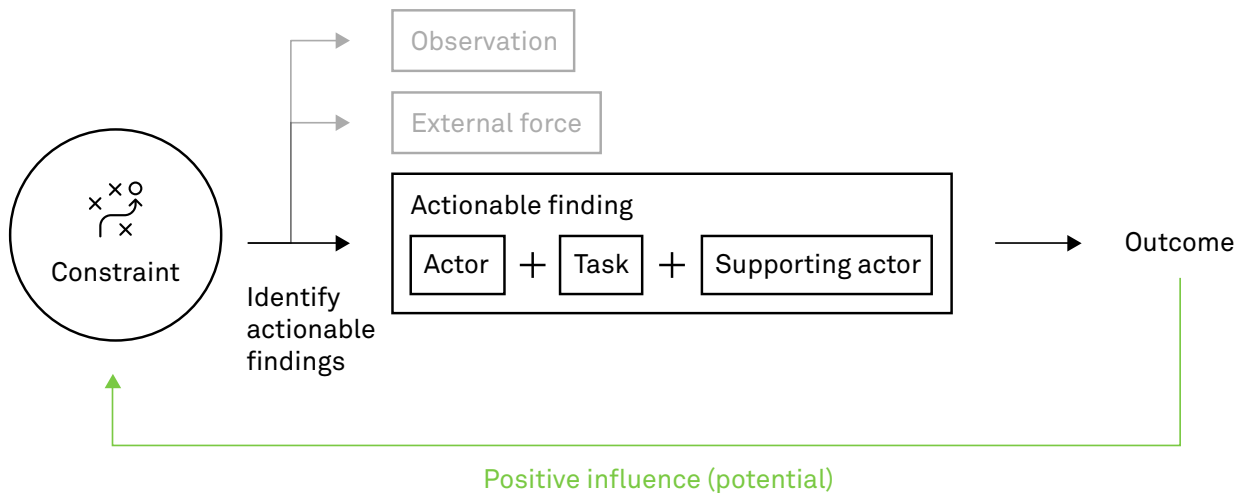 Observation
External force
Actionable finding
Actor + Task + Supporting actor
Outcome
Constraint
Identify
actionable
findings
Positive influence (potential)